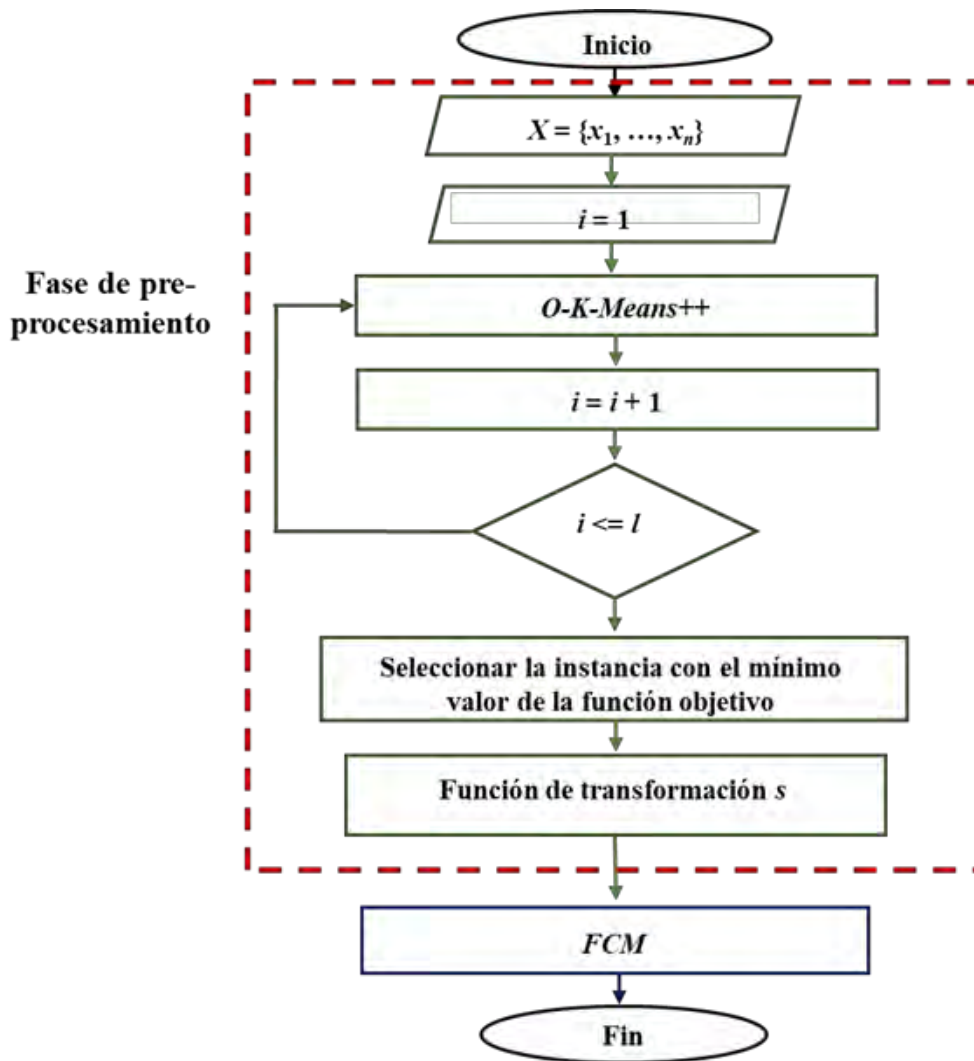 Inicio
X = {x₁, …, xₙ}
i = 1
Fase de pre-
procesamiento
O-K-Means++
i = i + 1
i <= l
Seleccionar la instancia con el mínimo
valor de la función objetivo
Función de transformación s
FCM
Fin